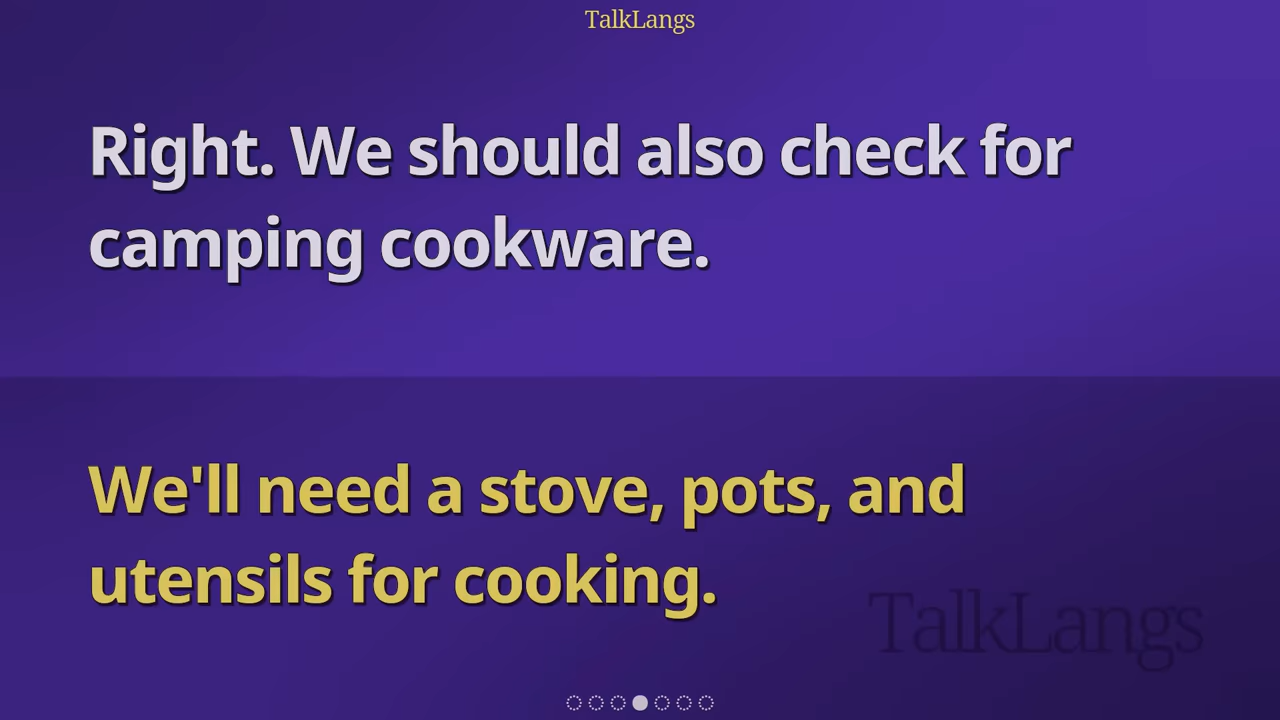 TalkLangs
Right. We should also check for
camping cookware.
We'll need a stove, pots, and
utensils for cooking.
TalkLangs